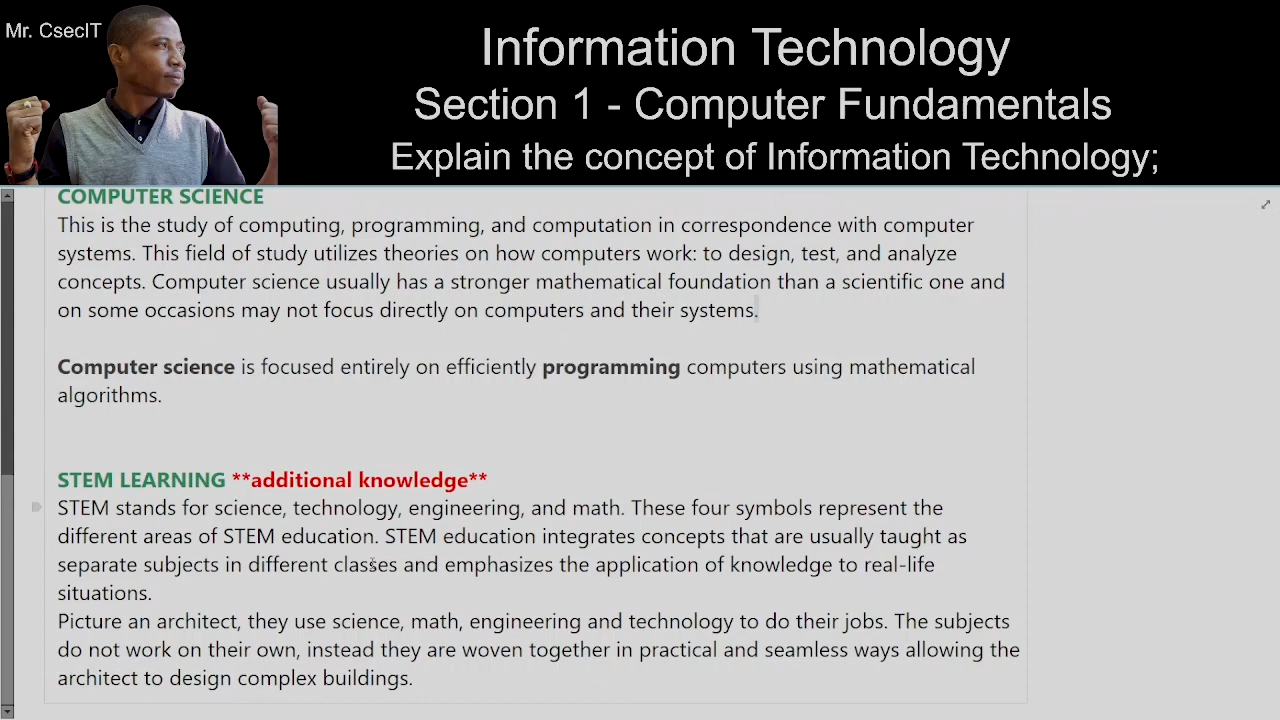 Mr. CsecIT
Information Technology
Section 1 - Computer Fundamentals
Explain the concept of Information Technology;
COMPUTER SCIENCE
This is the study of computing, programming, and computation in correspondence with computer
systems. This field of study utilizes theories on how computers work: to design, test, and analyze
concepts. Computer science usually has a stronger mathematical foundation than a scientific one and
on some occasions may not focus directly on computers and their systems.
Computer science is focused entirely on efficiently programming computers using mathematical
algorithms.
STEM LEARNING **additional knowledge**
STEM stands for science, technology, engineering, and math. These four symbols represent the
different areas of STEM education. STEM education integrates concepts that are usually taught as
separate subjects in different classes and emphasizes the application of knowledge to real-life
situations.
Picture an architect, they use science, math, engineering and technology to do their jobs. The subjects
do not work on their own, instead they are woven together in practical and seamless ways allowing the
architect to design complex buildings.